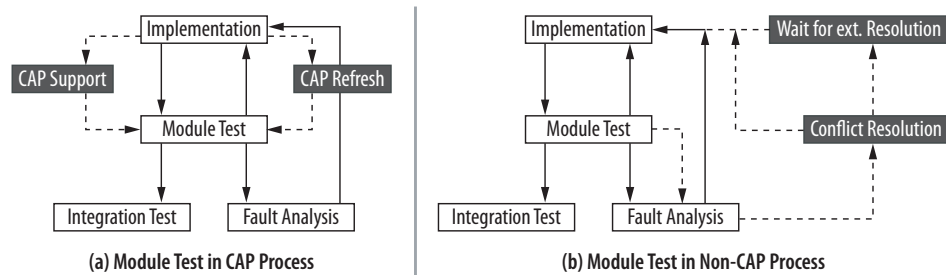 Implementation
CAP Support
CAP Refresh
Module Test
Integration Test
Fault Analysis
(a) Module Test in CAP Process
Implementation
Wait for ext. Resolution
Module Test
Conflict Resolution
Integration Test
Fault Analysis
(b) Module Test in Non-CAP Process